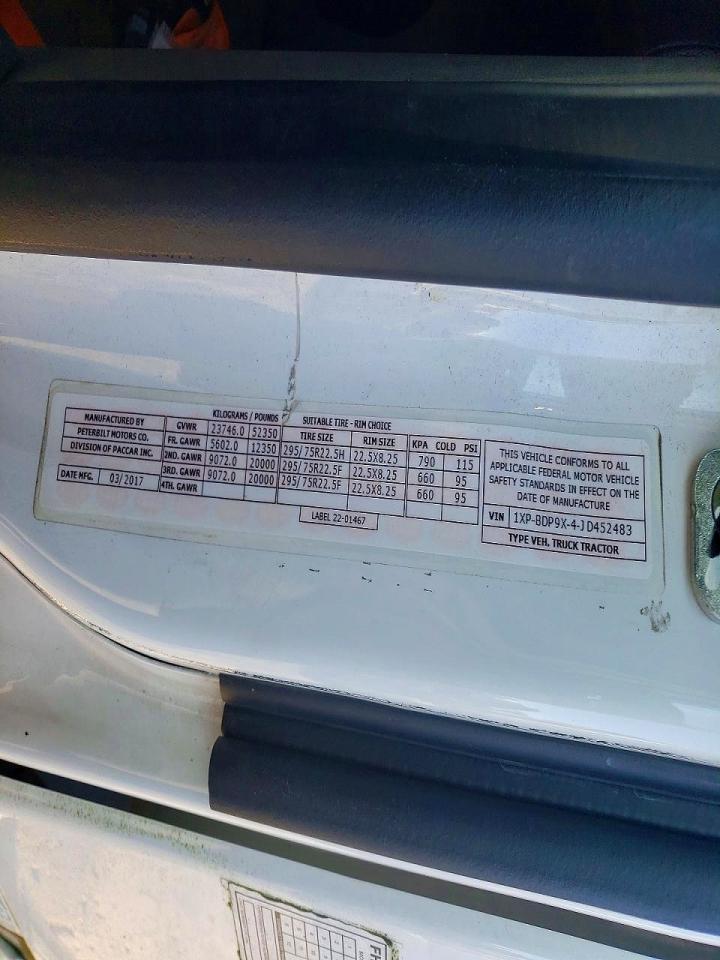 MANUFACTURED BY
PETERBILT MOTORS CO.
DIVISION OF PACCAR INC.
DATE MFG. 03/2017
KILOGRAMS / POUNDS SUITABLE TIRE - RIM CHOICE
GVWR 23746.0 52350 TIRE SIZE RIM SIZE KPA COLD PSI
FR. GAWR 5602.0 12350 295/75R22.5H 22.5X8.25 790 115
2ND. GAWR 9072.0 20000 295/75R22.5F 22.5X8.25 660 95
3RD. GAWR 9072.0 20000 295/75R22.5F 22.5X8.25 660 95
4TH. GAWR
LABEL 22-01467
THIS VEHICLE CONFORMS TO ALL
APPLICABLE FEDERAL MOTOR VEHICLE
SAFETY STANDARDS IN EFFECT ON THE
DATE OF MANUFACTURE
VIN 1XP-BDP9X-4-JD452483
TYPE VEH. TRUCK TRACTOR